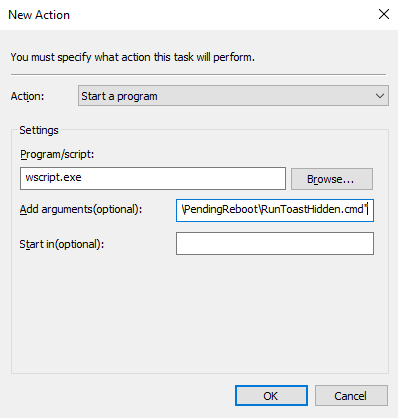 New Action
You must specify what action this task will perform.
Action:
Start a program
Settings
Program/script:
wscript.exe
Browse...
Add arguments(optional):
\PendingReboot\RunToastHidden.cmd"
Start in(optional):
OK
Cancel